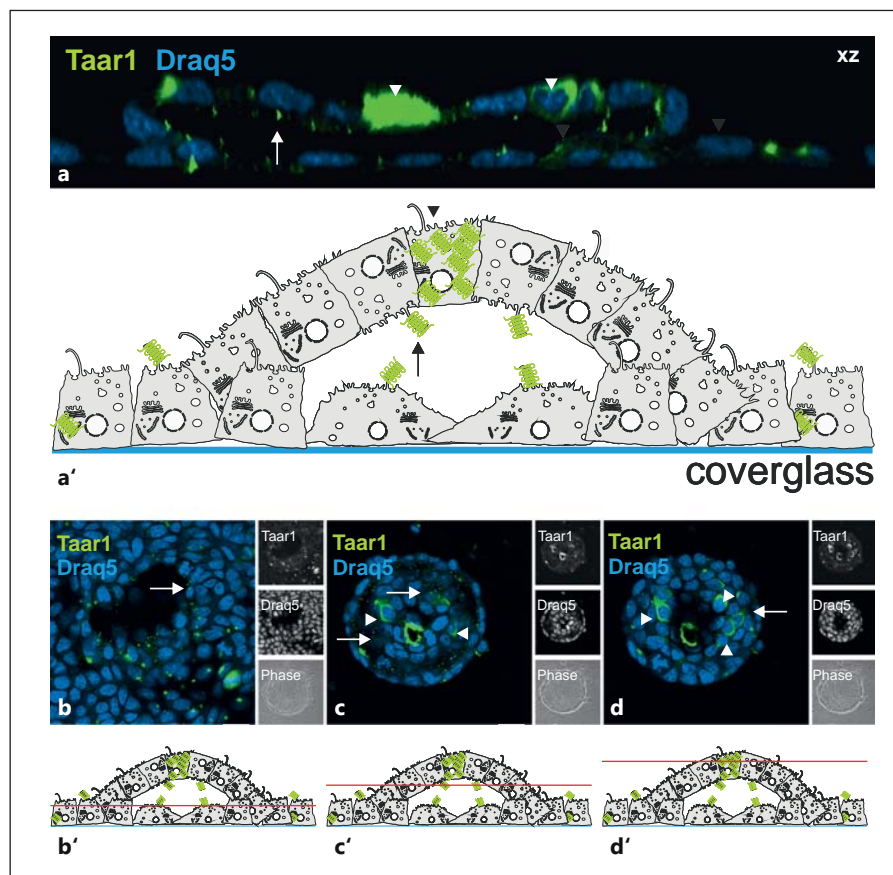 Taar1 Draq5 xz
a
a‘
coverglass
Taar1
Draq5
Taar1
Draq5
Phase
b
Taar1
Draq5
Taar1
Draq5
Phase
c
Taar1
Draq5
Taar1
Draq5
Phase
d
b‘ c‘ d‘